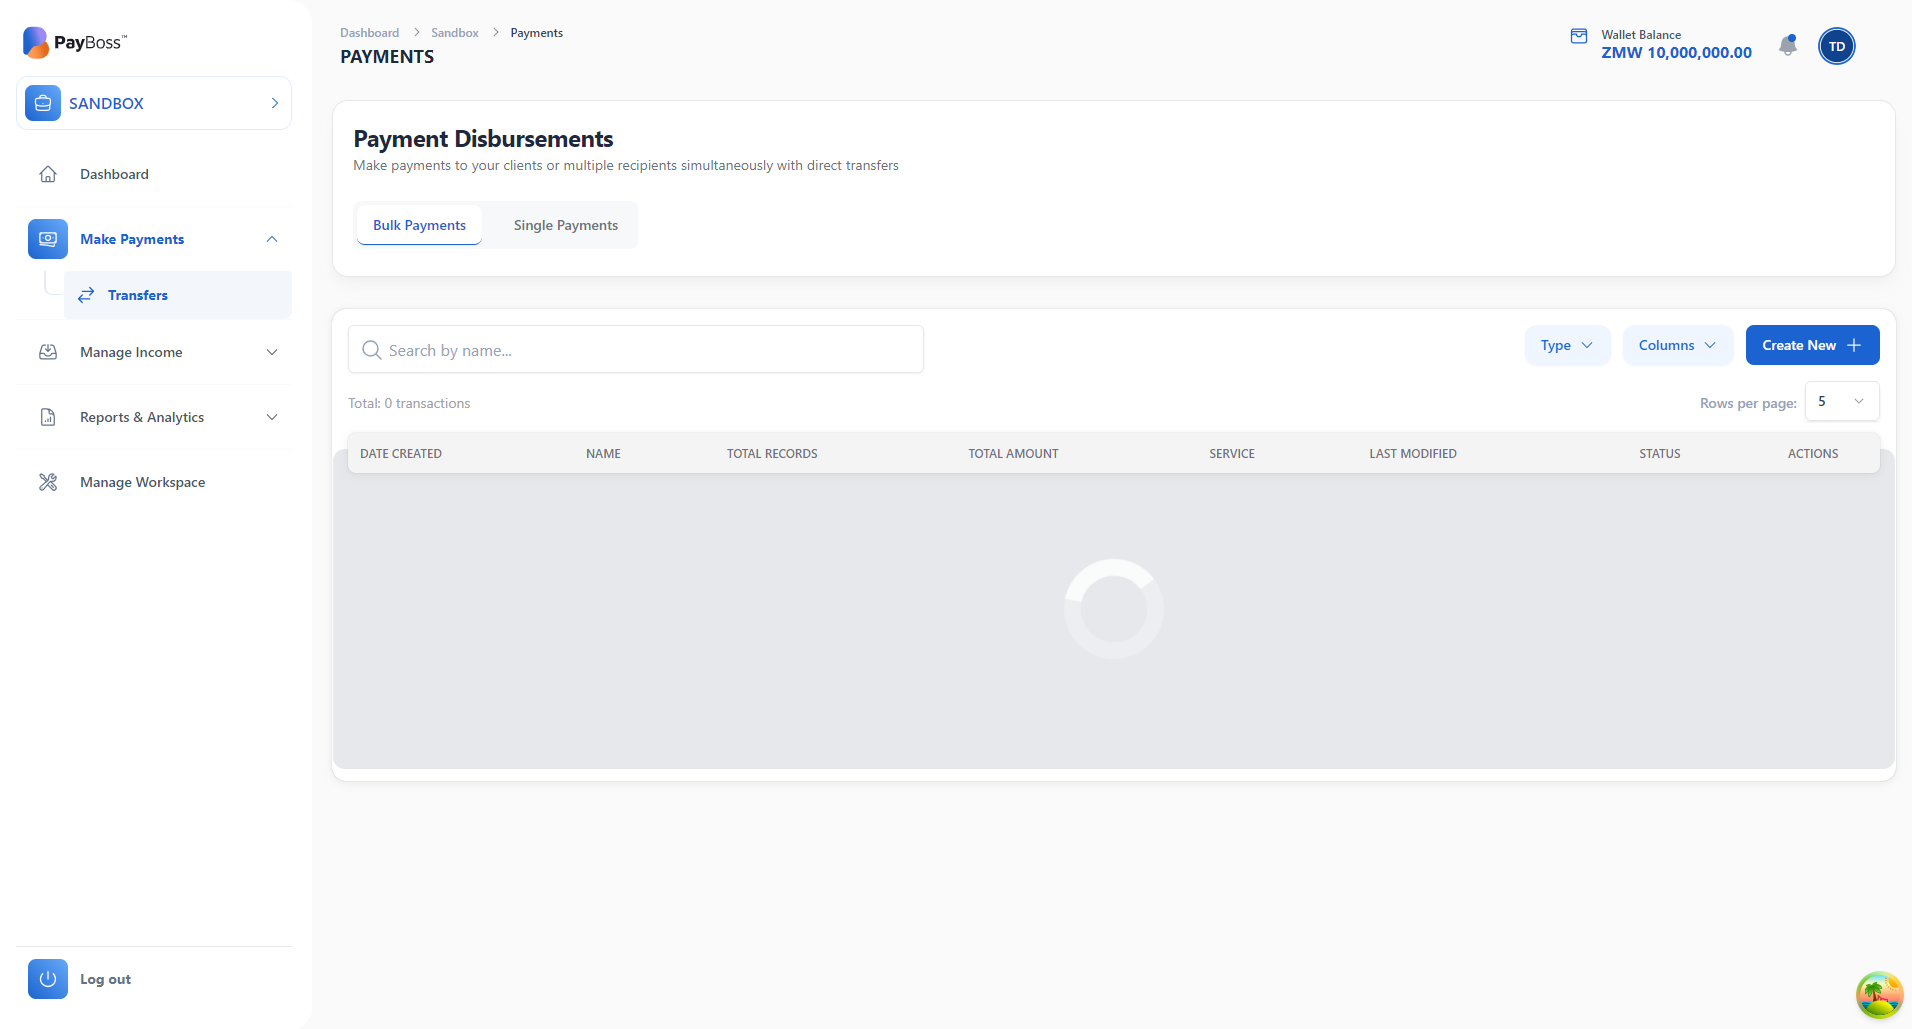 PayBoss™
SANDBOX
Dashboard
Make Payments
Transfers
Manage Income
Reports & Analytics
Manage Workspace
Log out
Dashboard > Sandbox > Payments
PAYMENTS
Wallet Balance
ZMW 10,000,000.00
TD
Payment Disbursements
Make payments to your clients or multiple recipients simultaneously with direct transfers
Bulk Payments Single Payments
Search by name...
Type Columns Create New
Total: 0 transactions
Rows per page: 5
DATE CREATED NAME TOTAL RECORDS TOTAL AMOUNT SERVICE LAST MODIFIED STATUS ACTIONS